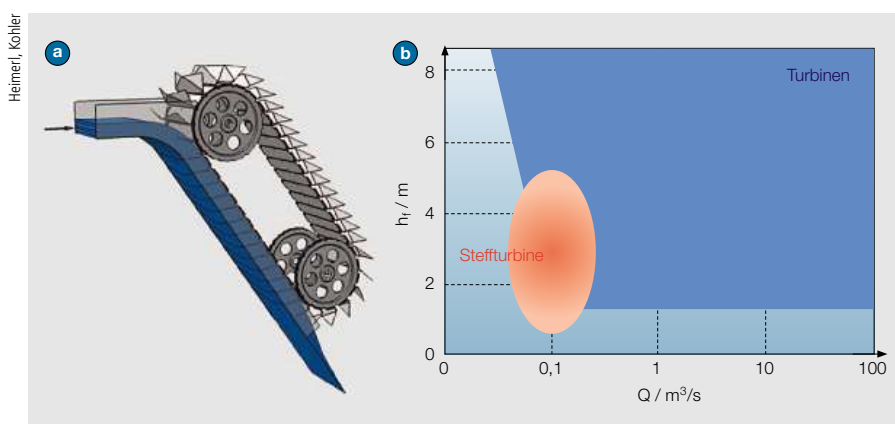 Heimerl, Kohler
a
b
8
6
4
2
0
h_f / m
Turbinen
Steffturbine
0
0,1
1
10
100
Q / m³/s